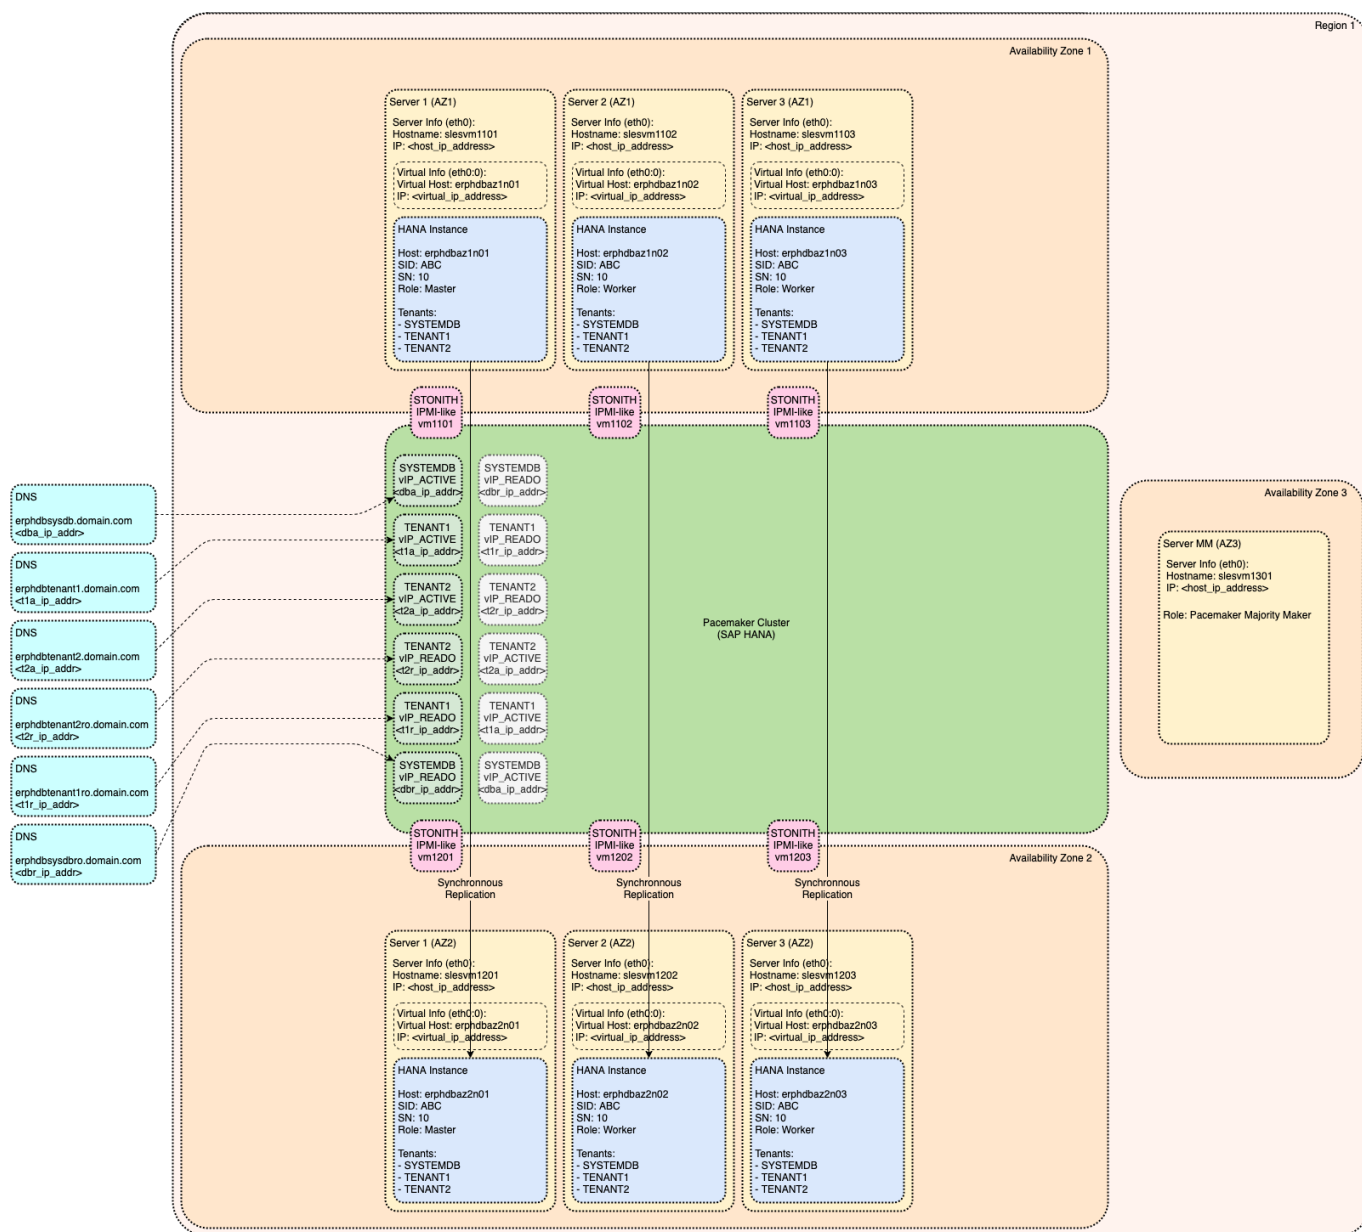 Region 1
Availability Zone 1
Server 1 (AZ1)
Server Info (eth0):
Hostname: slesvm1101
IP: <host_ip_address>
Virtual Info (eth0:0):
Virtual Host: erphdbaz1n01
IP: <virtual_ip_address>
HANA Instance
Host: erphdbaz1n01
SID: ABC
SN: 10
Role: Master
Tenants:
- SYSTEMDB
- TENANT1
- TENANT2
Server 2 (AZ1)
Server Info (eth0):
Hostname: slesvm1102
IP: <host_ip_address>
Virtual Info (eth0:0):
Virtual Host: erphdbaz1n02
IP: <virtual_ip_address>
HANA Instance
Host: erphdbaz1n02
SID: ABC
SN: 10
Role: Worker
Tenants:
- SYSTEMDB
- TENANT1
- TENANT2
Server 3 (AZ1)
Server Info (eth0):
Hostname: slesvm1103
IP: <host_ip_address>
Virtual Info (eth0:0):
Virtual Host: erphdbaz1n03
IP: <virtual_ip_address>
HANA Instance
Host: erphdbaz1n03
SID: ABC
SN: 10
Role: Worker
Tenants:
- SYSTEMDB
- TENANT1
- TENANT2
STONITH
IPMI-like
vm1101
STONITH
IPMI-like
vm1102
STONITH
IPMI-like
vm1103
DNS
erphdbsysdb.domain.com
<dba_ip_addr>
DNS
erphdbtenant1.domain.com
<t1a_ip_addr>
DNS
erphdbtenant2.domain.com
<t2a_ip_addr>
DNS
erphdbtenant2ro.domain.com
<t2r_ip_addr>
DNS
erphdbtenant1ro.domain.com
<t1r_ip_addr>
DNS
erphdbsysdbro.domain.com
<dbr_ip_addr>
SYSTEMDB
vIP_ACTIVE
<dba_ip_addr>
SYSTEMDB
vIP_READO
<dbr_ip_addr>
TENANT1
vIP_ACTIVE
<t1a_ip_addr>
TENANT1
vIP_READO
<t1r_ip_addr>
TENANT2
vIP_ACTIVE
<t2a_ip_addr>
TENANT2
vIP_READO
<t2r_ip_addr>
TENANT2
vIP_READO
<t2r_ip_addr>
TENANT2
vIP_ACTIVE
<t2a_ip_addr>
TENANT1
vIP_READO
<t1r_ip_addr>
TENANT1
vIP_ACTIVE
<t1a_ip_addr>
SYSTEMDB
vIP_READO
<dbr_ip_addr>
SYSTEMDB
vIP_ACTIVE
<dba_ip_addr>
Pacemaker Cluster
(SAP HANA)
Availability Zone 3
Server MM (AZ3)
Server Info (eth0):
Hostname: slesvm1301
IP: <host_ip_address>
Role: Pacemaker Majority Maker
STONITH
IPMI-like
vm1201
STONITH
IPMI-like
vm1202
STONITH
IPMI-like
vm1203
Availability Zone 2
Synchronnous
Replication
Synchronnous
Replication
Synchronnous
Replication
Server 1 (AZ2)
Server Info (eth0):
Hostname: slesvm1201
IP: <host_ip_address>
Virtual Info (eth0:0):
Virtual Host: erphdbaz2n01
IP: <virtual_ip_address>
HANA Instance
Host: erphdbaz2n01
SID: ABC
SN: 10
Role: Master
Tenants:
- SYSTEMDB
- TENANT1
- TENANT2
Server 2 (AZ2)
Server Info (eth0):
Hostname: slesvm1202
IP: <host_ip_address>
Virtual Info (eth0:0):
Virtual Host: erphdbaz2n02
IP: <virtual_ip_address>
HANA Instance
Host: erphdbaz2n02
SID: ABC
SN: 10
Role: Worker
Tenants:
- SYSTEMDB
- TENANT1
- TENANT2
Server 3 (AZ2)
Server Info (eth0):
Hostname: slesvm1203
IP: <host_ip_address>
Virtual Info (eth0:0):
Virtual Host: erphdbaz2n03
IP: <virtual_ip_address>
HANA Instance
Host: erphdbaz2n03
SID: ABC
SN: 10
Role: Worker
Tenants:
- SYSTEMDB
- TENANT1
- TENANT2